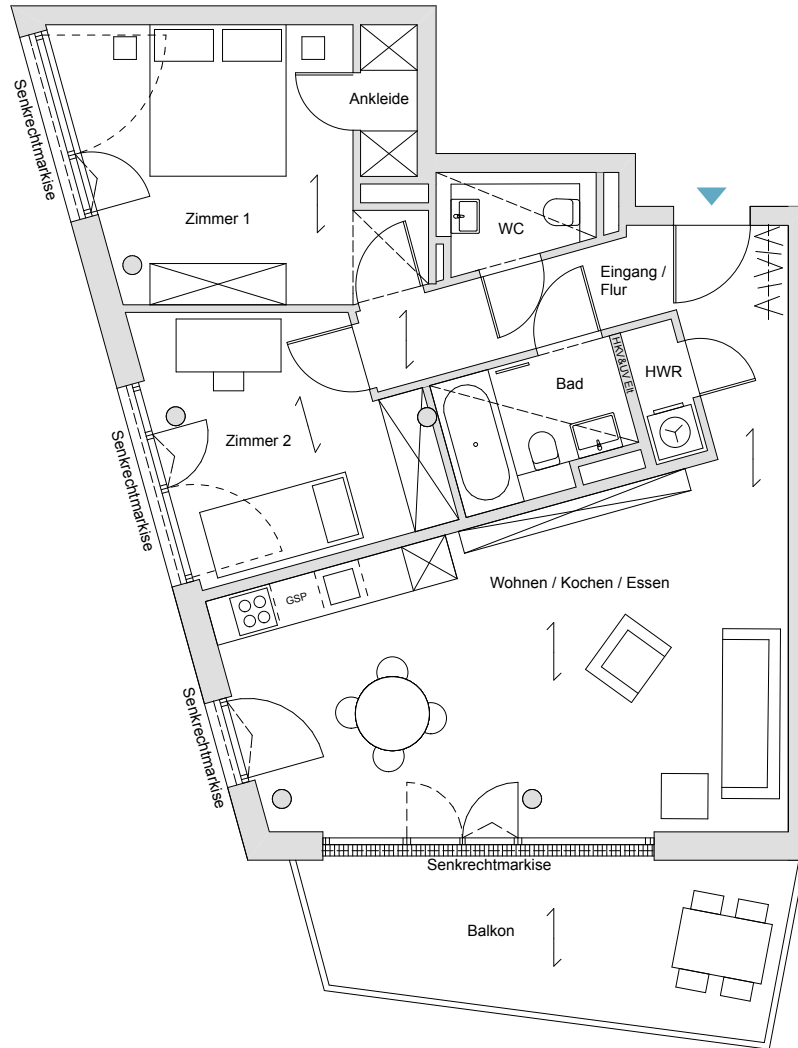 Senkrechtmarkise
Ankleide
Zimmer 1
WC
Eingang /
Flur
HKV&UV Elt
HWR
Bad
Senkrechtmarkise
Zimmer 2
Wohnen / Kochen / Essen
GSP
Senkrechtmarkise
Senkrechtmarkise
Balkon